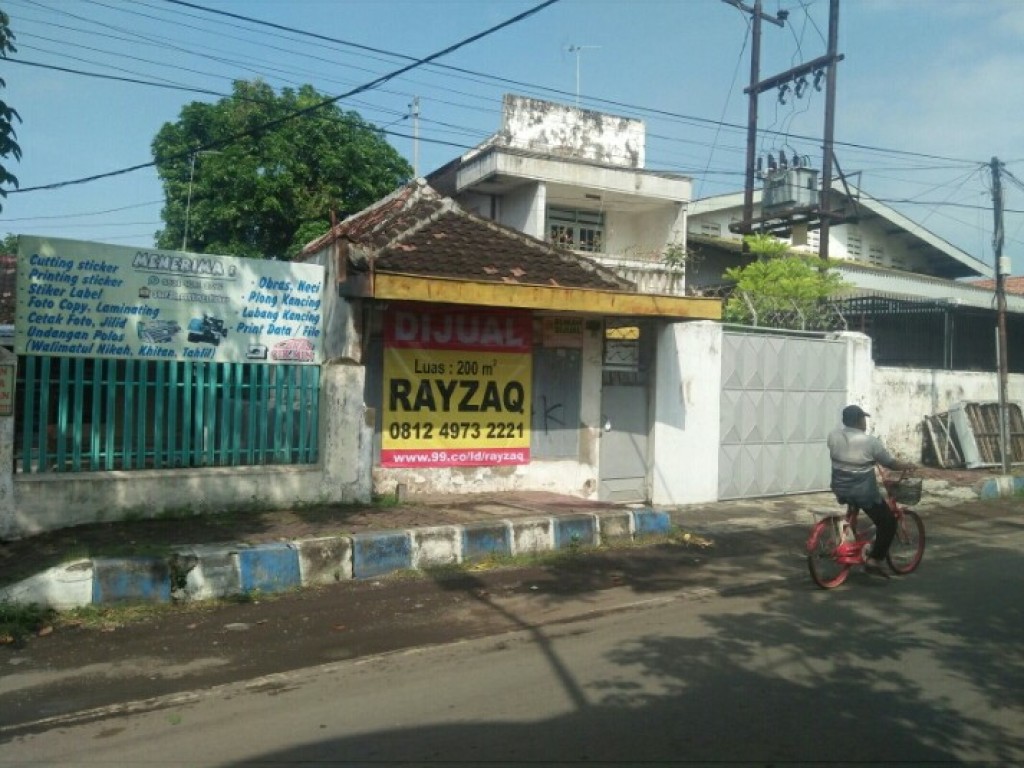 MENERIMA :
- Cutting sticker
- Printing sticker
- Stiker Label
- Foto Copy, Laminating
- Cetak Foto, Jilid
- Undangan Polos
(Walimatul Nikah, Khitan, Tahlil)
- Obras, Neci
- Plong Kancing
- Lubang Kancing
- Print Data / File
DIJUAL
Luas : 200 m²
RAYZAQ
0812 4973 2221
www.99.co/id/rayzaq